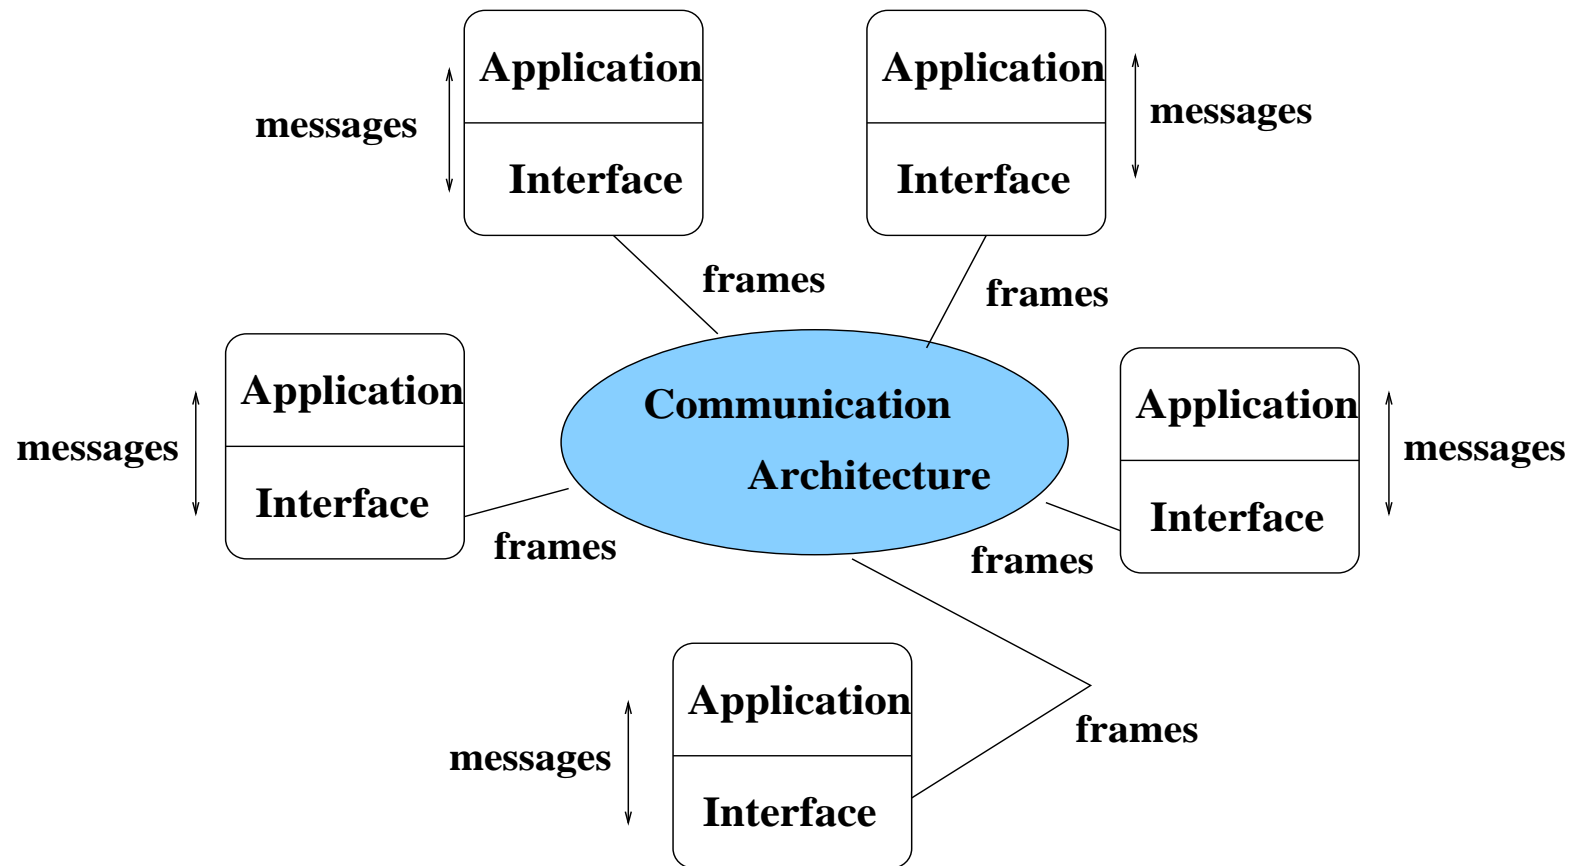 Application
Application
messages
messages
Interface
Interface
frames
frames
Application
Communication
Application
messages
messages
Architecture
Interface
Interface
frames
frames
Application
frames
messages
Interface